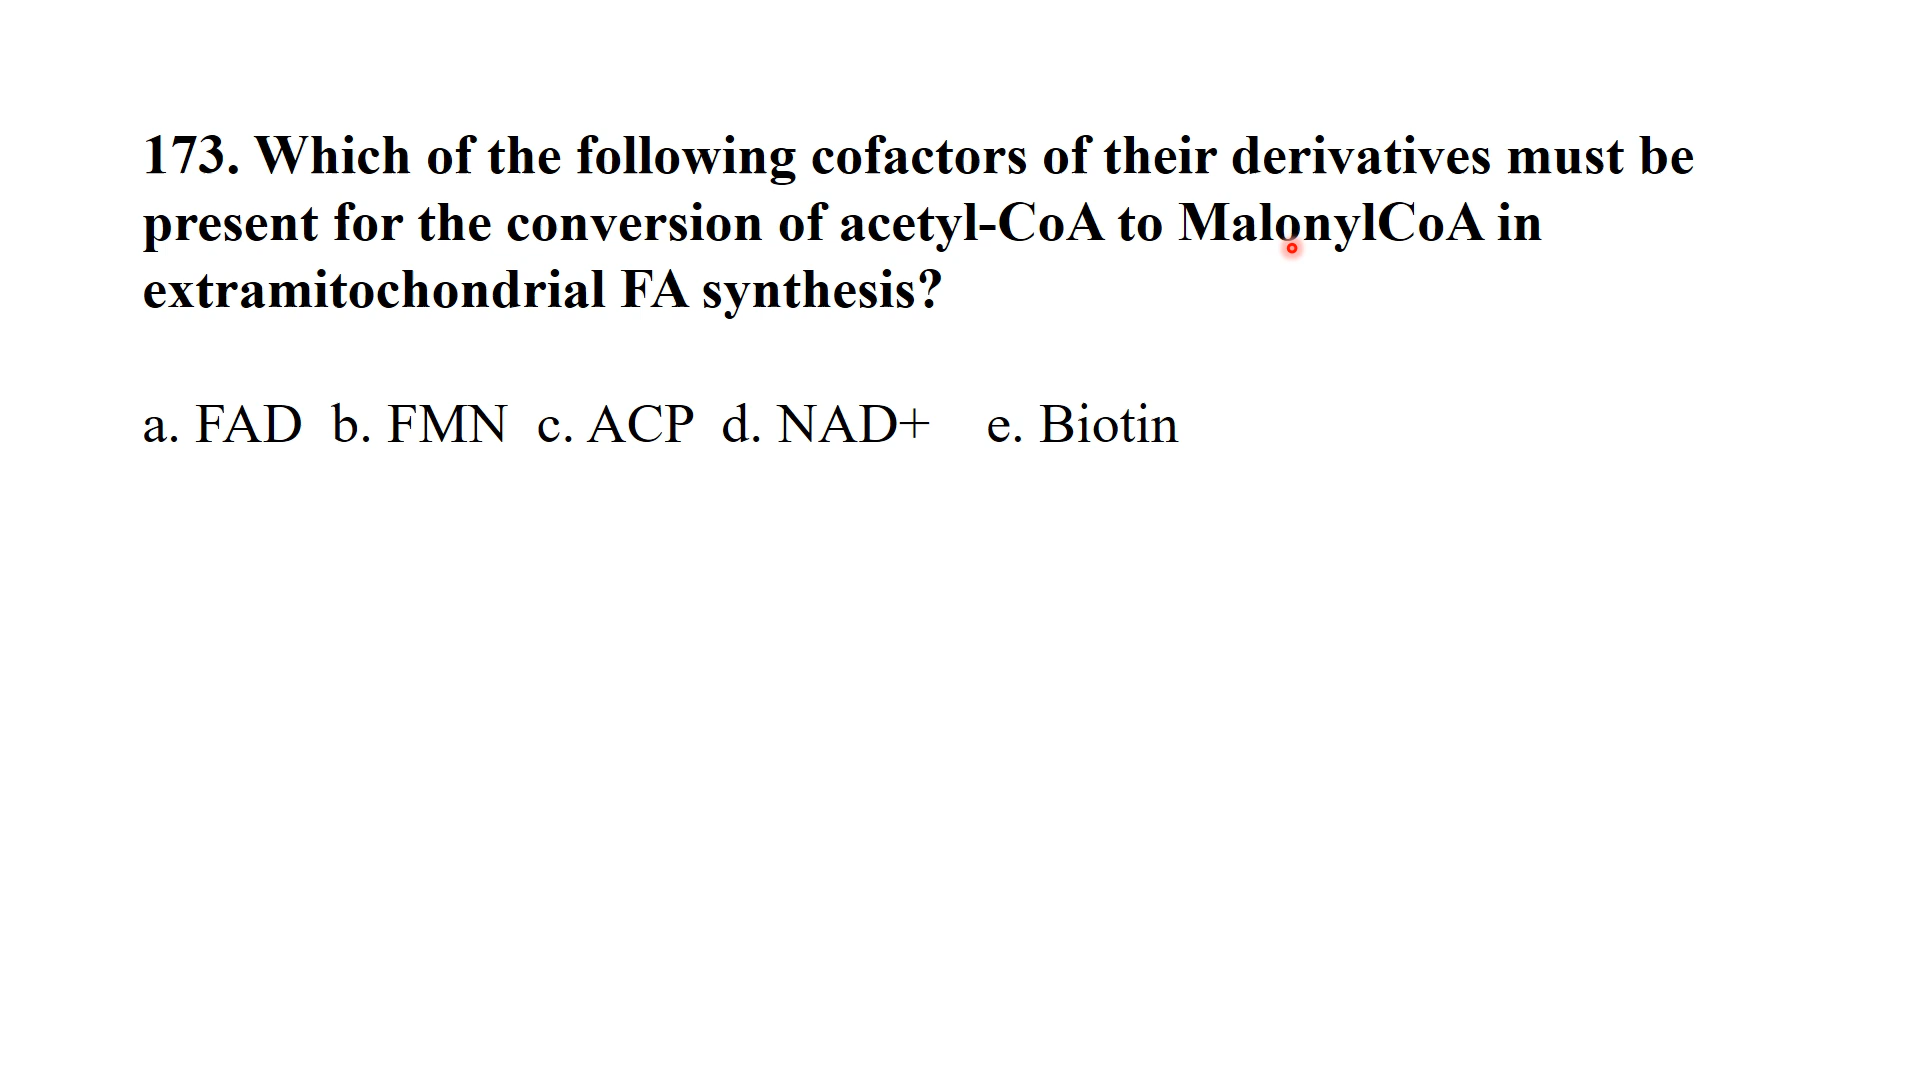 173. Which of the following cofactors of their derivatives must be
present for the conversion of acetyl-CoA to MalonylCoA in
extramitochondrial FA synthesis?
a. FAD b. FMN c. ACP d. NAD+ e. Biotin